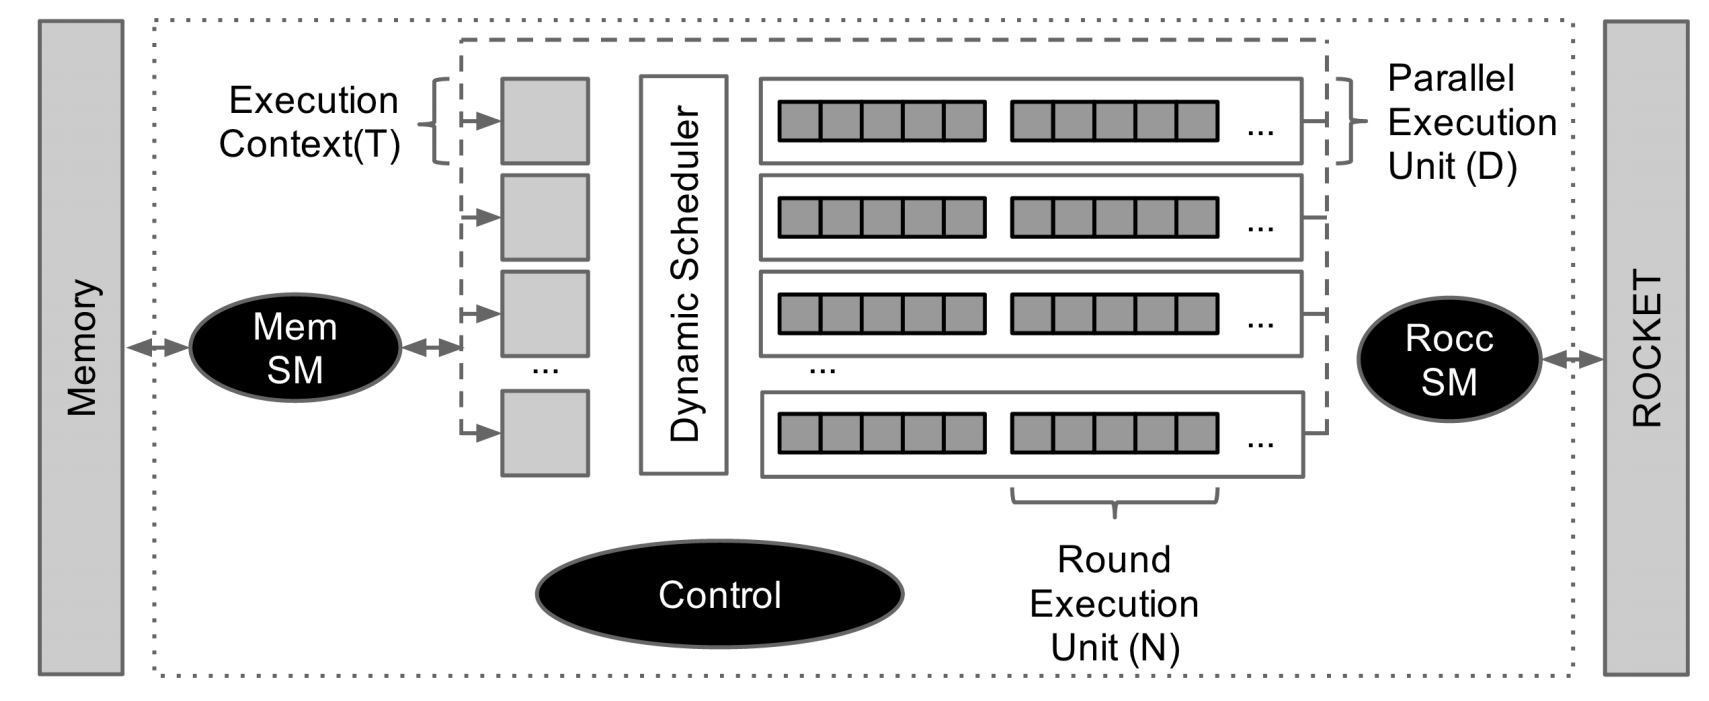 Memory
Execution
Context(T)
Mem
SM
...
Dynamic Scheduler
...
...
...
...
...
Parallel
Execution
Unit (D)
Rocc
SM
ROCKET
Control
Round
Execution
Unit (N)